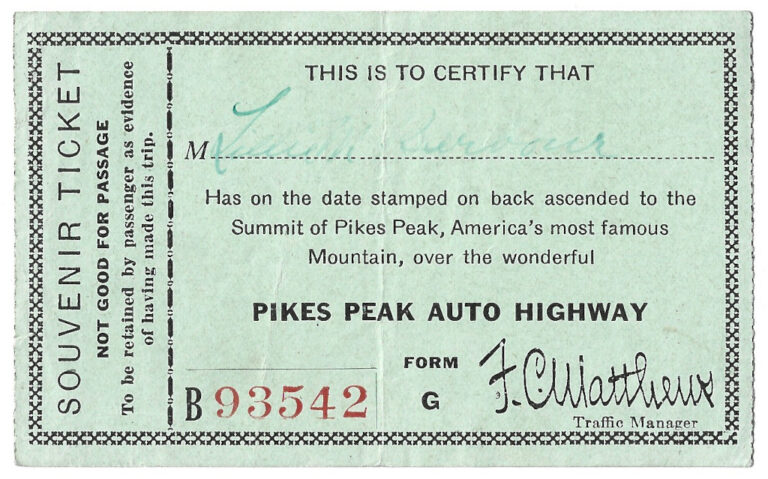 SOUVENIR TICKET
NOT GOOD FOR PASSAGE
To be retained by passenger as evidence
of having made this trip.
THIS IS TO CERTIFY THAT
M
Has on the date stamped on back ascended to the
Summit of Pikes Peak, America's most famous
Mountain, over the wonderful
PIKES PEAK AUTO HIGHWAY
FORM
G
B 93542
F. C. Matthews
Traffic Manager